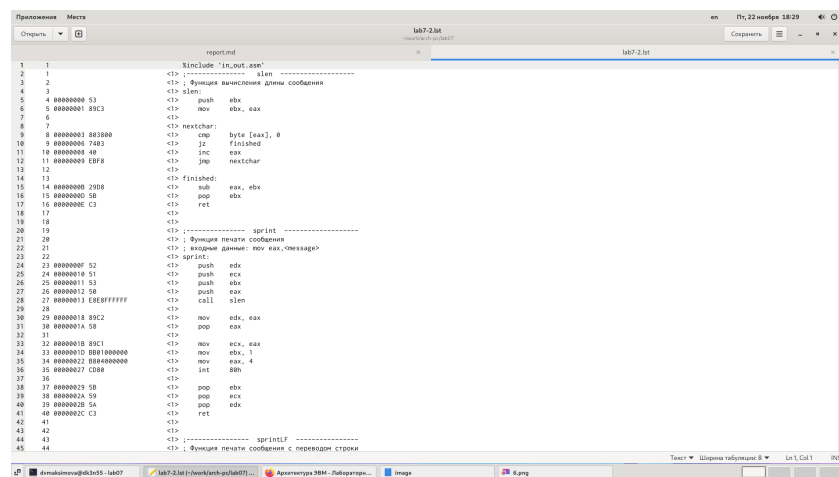 Приложения Места en Пт, 22 ноября 18:29
Открыть lab7-2.lst Сохранить
~/work/arch-pc/lab07
report.md × lab7-2.lst ×
1 1 %include 'in_out.asm'
2 1 <1> ;--------------- slen -------------------
3 2 <1> ; Функция вычисления длины сообщения
4 3 <1> slen:
5 4 00000000 53 <1> push ebx
6 5 00000001 89C3 <1> mov ebx, eax
7 6 <1>
8 7 <1> nextchar:
9 8 00000003 803800 <1> cmp byte [eax], 0
10 9 00000006 7403 <1> jz finished
11 10 00000008 40 <1> inc eax
12 11 00000009 EBF8 <1> jmp nextchar
13 12 <1>
14 13 <1> finished:
15 14 0000000B 29D8 <1> sub eax, ebx
16 15 0000000D 5B <1> pop ebx
17 16 0000000E C3 <1> ret
18 17 <1>
19 18 <1>
20 19 <1> ;--------------- sprint -------------------
21 20 <1> ; Функция печати сообщения
22 21 <1> ; входные данные: mov eax,<message>
23 22 <1> sprint:
24 23 0000000F 52 <1> push edx
25 24 00000010 51 <1> push ecx
26 25 00000011 53 <1> push ebx
27 26 00000012 50 <1> push eax
28 27 00000013 E8E8FFFFFF <1> call slen
29 28 <1>
30 29 00000018 89C2 <1> mov edx, eax
31 30 0000001A 58 <1> pop eax
32 31 <1>
33 32 0000001B 89C1 <1> mov ecx, eax
34 33 0000001D BB01000000 <1> mov ebx, 1
35 34 00000022 B804000000 <1> mov eax, 4
36 35 00000027 CD80 <1> int 80h
37 36 <1>
38 37 00000029 5B <1> pop ebx
39 38 0000002A 59 <1> pop ecx
40 39 0000002B 5A <1> pop edx
41 40 0000002C C3 <1> ret
42 41 <1>
43 42 <1>
44 43 <1> ;---------------- sprintLF ----------------
45 44 <1> ; Функция печати сообщения с переводом строки
Текст Ширина табуляции: 8 Ln 1, Col 1 INS
dvmaksimova@dk3n55 - lab07 lab7-2.lst (~/work/arch-pc/lab07) ... Архитектура ЭВМ - Лабораторн... image 6.png